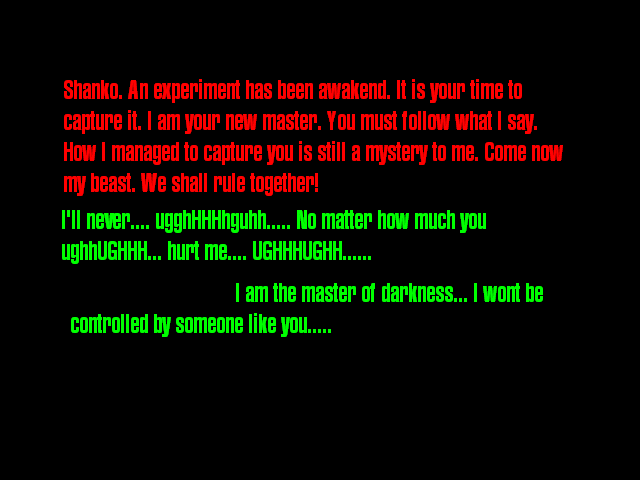 Shanko. An experiment has been awakend. It is your time to
capture it. I am your new master. You must follow what I say.
How I managed to capture you is still a mystery to me. Come now
my beast. We shall rule together!
I'll never.... ugghHHHhguhh..... No matter how much you
ughhUGHHH... hurt me.... UGHHHUGHH......
I am the master of darkness... I wont be
controlled by someone like you.....